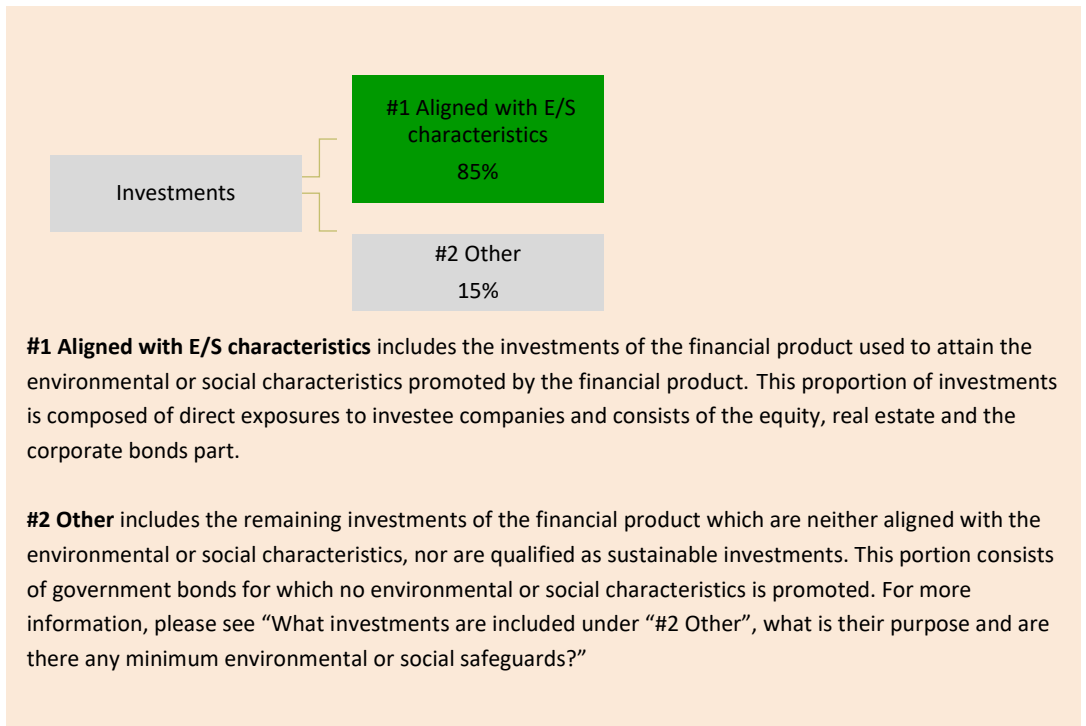 #1 Aligned with E/S
characteristics
85%
Investments
#2 Other
15%
#1 Aligned with E/S characteristics includes the investments of the financial product used to attain the
environmental or social characteristics promoted by the financial product. This proportion of investments
is composed of direct exposures to investee companies and consists of the equity, real estate and the
corporate bonds part.
#2 Other includes the remaining investments of the financial product which are neither aligned with the
environmental or social characteristics, nor are qualified as sustainable investments. This portion consists
of government bonds for which no environmental or social characteristics is promoted. For more
information, please see “What investments are included under “#2 Other”, what is their purpose and are
there any minimum environmental or social safeguards?”